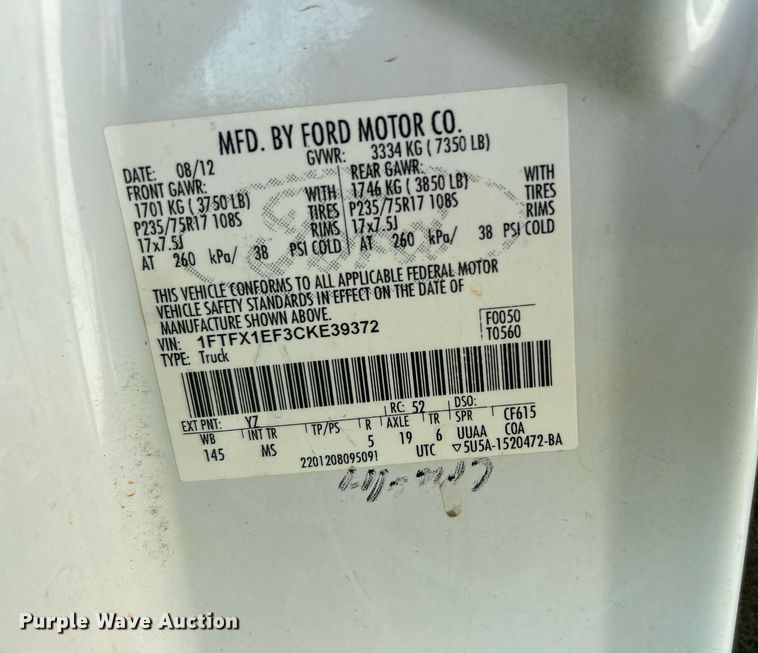 MFD. BY FORD MOTOR CO.
DATE: 08/12 GVWR: 3334 KG ( 7350 LB)
FRONT GAWR: REAR GAWR:
1701 KG ( 3750 LB) WITH 1746 KG ( 3850 LB) WITH
P235/75R17 108S TIRES P235/75R17 108S TIRES
17x7.5J RIMS 17x7.5J RIMS
AT 260 kPa/ 38 PSI COLD AT 260 kPa/ 38 PSI COLD
Ford
THIS VEHICLE CONFORMS TO ALL APPLICABLE FEDERAL MOTOR
VEHICLE SAFETY STANDARDS IN EFFECT ON THE DATE OF
MANUFACTURE SHOWN ABOVE.
VIN: 1FTFX1EF3CKE39372 F0050
TYPE: Truck T0560
EXT PNT: YZ RC: 52 DSO:
WB INT TR TP/PS R AXLE TR SPR CF615
145 MS 5 19 6 UUAA COA
2201208095091 UTC ▽5U5A-1520472-BA
Purple Wave Auction